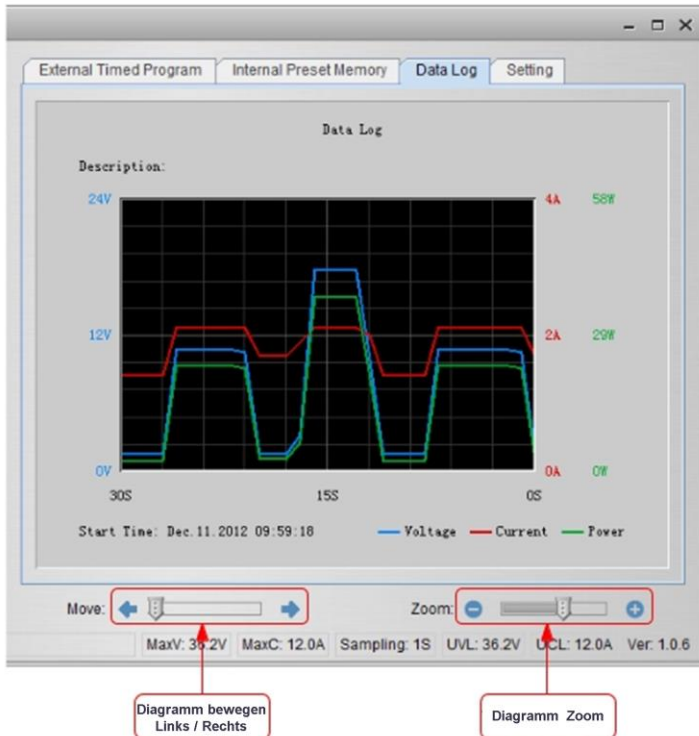 External Timed Program Internal Preset Memory Data Log Setting
Data Log
Description:
24V 4A 58W
12V 2A 29W
0V 0A 0W
30S 15S 0S
Start Time: Dec.11.2012 09:59:18 Voltage Current Power
Move: Zoom:
MaxV: 36.2V MaxC: 12.0A Sampling: 1S UVL: 36.2V UCL: 12.0A Ver: 1.0.6
Diagramm bewegen
Links / Rechts
Diagramm Zoom